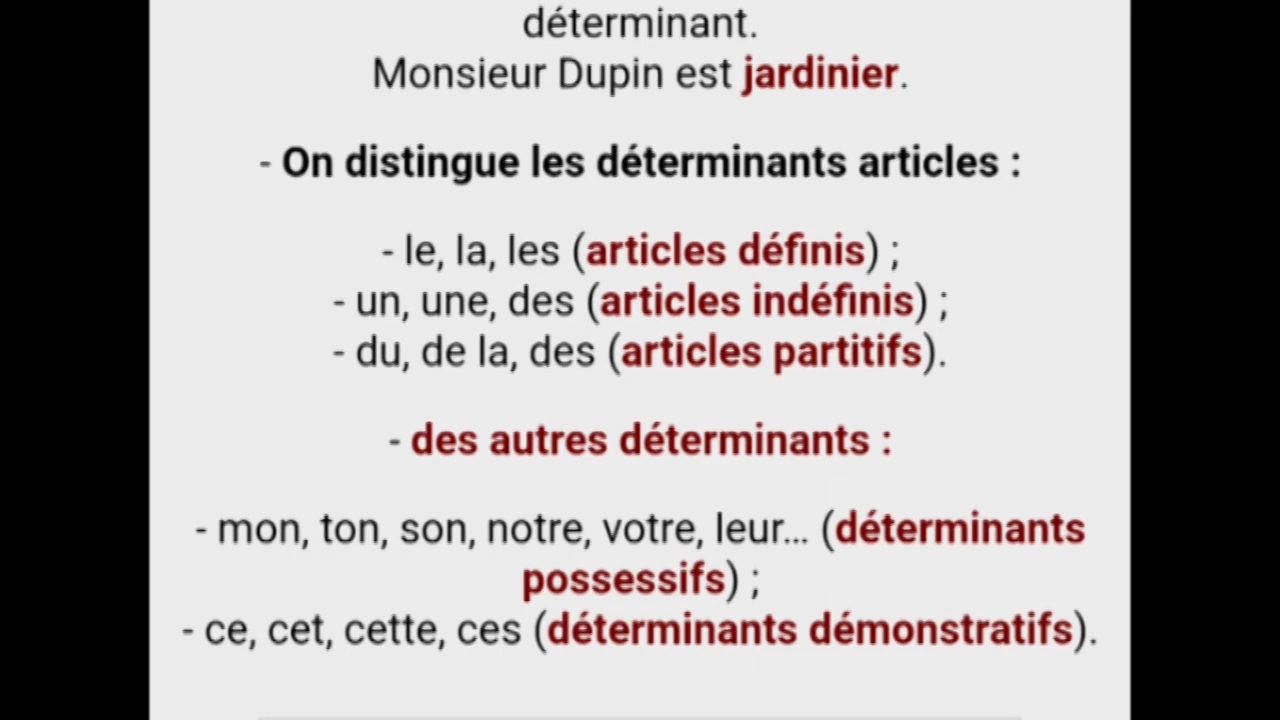 déterminant.
Monsieur Dupin est jardinier.
- On distingue les déterminants articles :
- le, la, les (articles définis) ;
- un, une, des (articles indéfinis) ;
- du, de la, des (articles partitifs).
- des autres déterminants :
- mon, ton, son, notre, votre, leur... (déterminants
possessifs) ;
- ce, cet, cette, ces (déterminants démonstratifs).